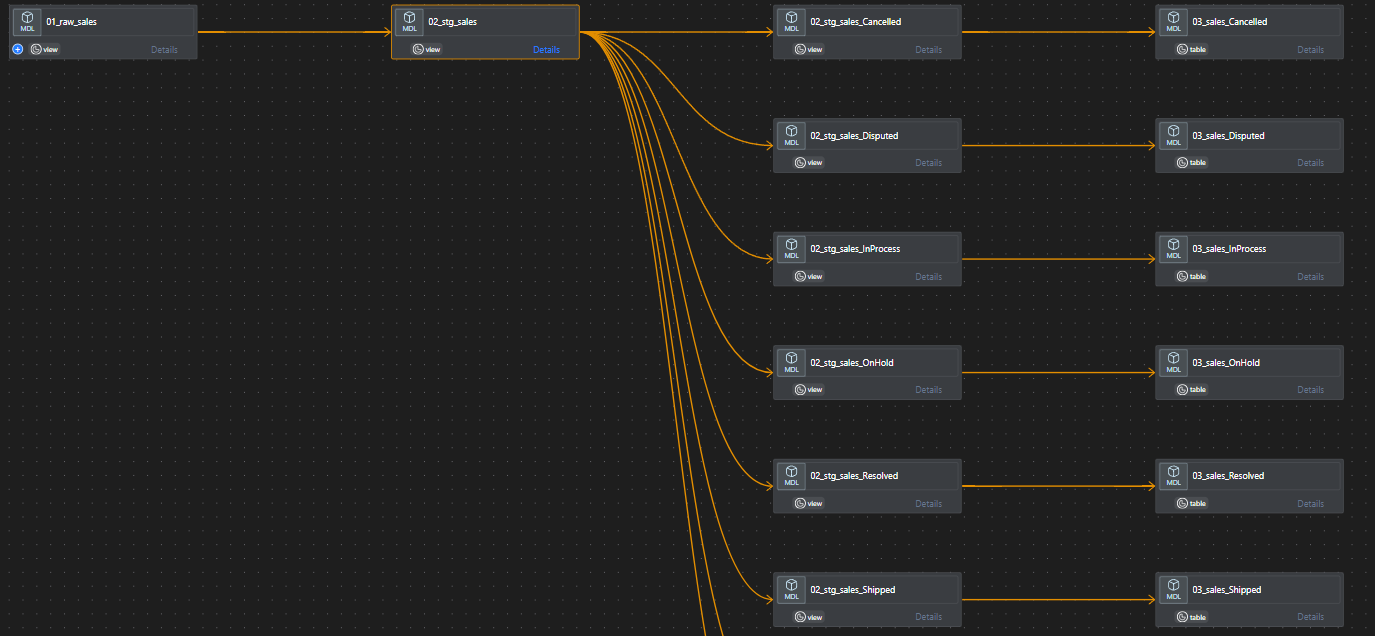 01_raw_sales
MDL
view
Details
02_stg_sales
MDL
view
Details
02_stg_sales_Cancelled
MDL
view
Details
03_sales_Cancelled
MDL
table
Details
02_stg_sales_Disputed
MDL
view
Details
03_sales_Disputed
MDL
table
Details
02_stg_sales_InProcess
MDL
view
Details
03_sales_InProcess
MDL
table
Details
02_stg_sales_OnHold
MDL
view
Details
03_sales_OnHold
MDL
table
Details
02_stg_sales_Resolved
MDL
view
Details
03_sales_Resolved
MDL
table
Details
02_stg_sales_Shipped
MDL
view
Details
03_sales_Shipped
MDL
table
Details